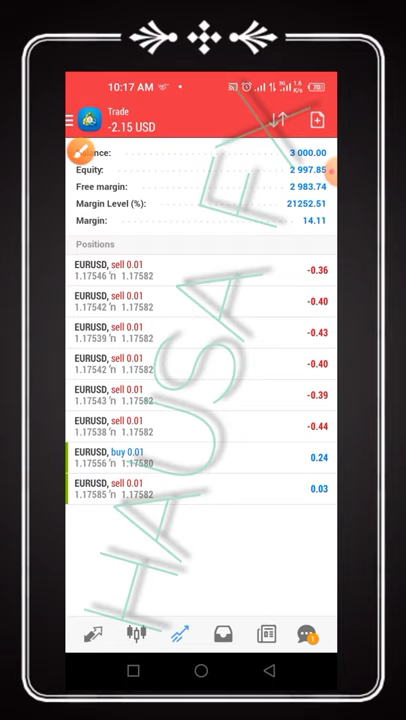 10:17 AM
1.6
K/s
70
Trade
-2.15 USD
ance: 3 000.00
Equity: 2 997.85
Free margin: 2 983.74
Margin Level (%): 21252.51
Margin: 14.11
Positions
EURUSD, sell 0.01
1.17546 'n 1.17582
-0.36
EURUSD, sell 0.01
1.17542 'n 1.17582
-0.40
EURUSD, sell 0.01
1.17539 'n 1.17582
-0.43
EURUSD, sell 0.01
1.17542 'n 1.17582
-0.40
EURUSD, sell 0.01
1.17543 'n 1.17582
-0.39
EURUSD, sell 0.01
1.17538 'n 1.17582
-0.44
EURUSD, buy 0.01
1.17556 'n 1.17580
0.24
EURUSD, sell 0.01
1.17585 'n 1.17582
0.03
HAUSA FX
1